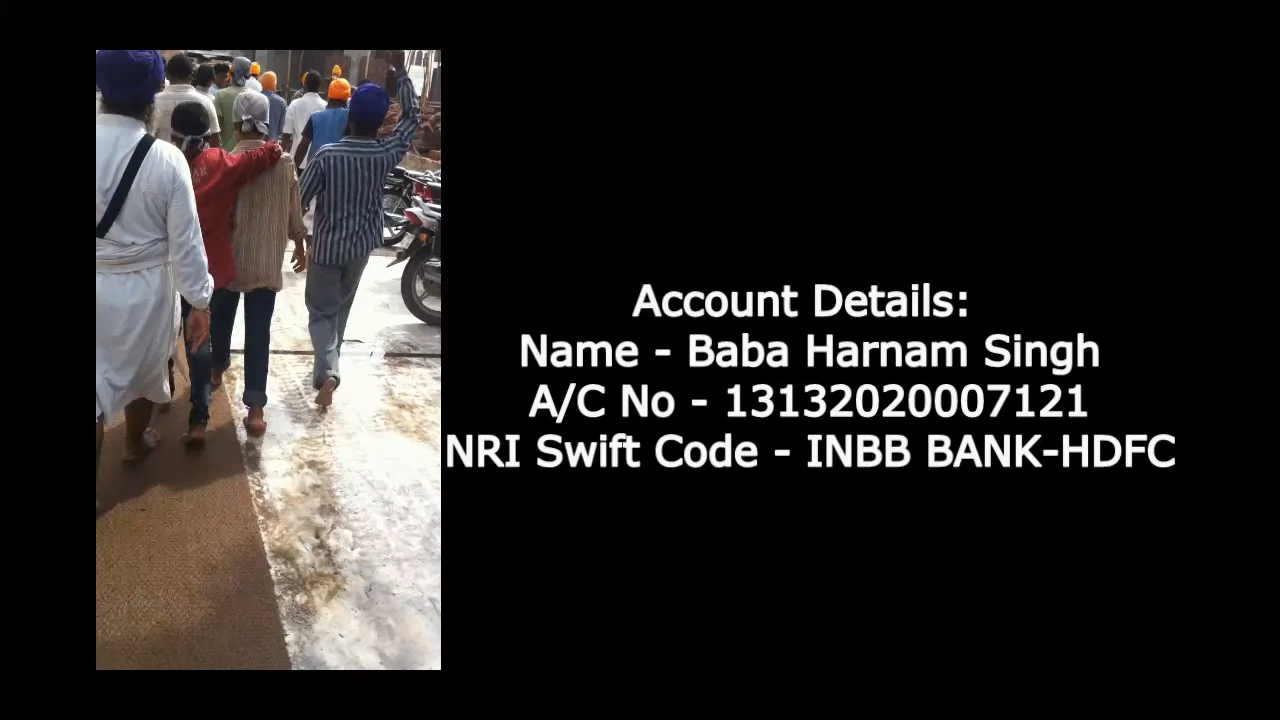 Account Details:
Name - Baba Harnam Singh
A/C No - 13132020007121
NRI Swift Code - INBB BANK-HDFC